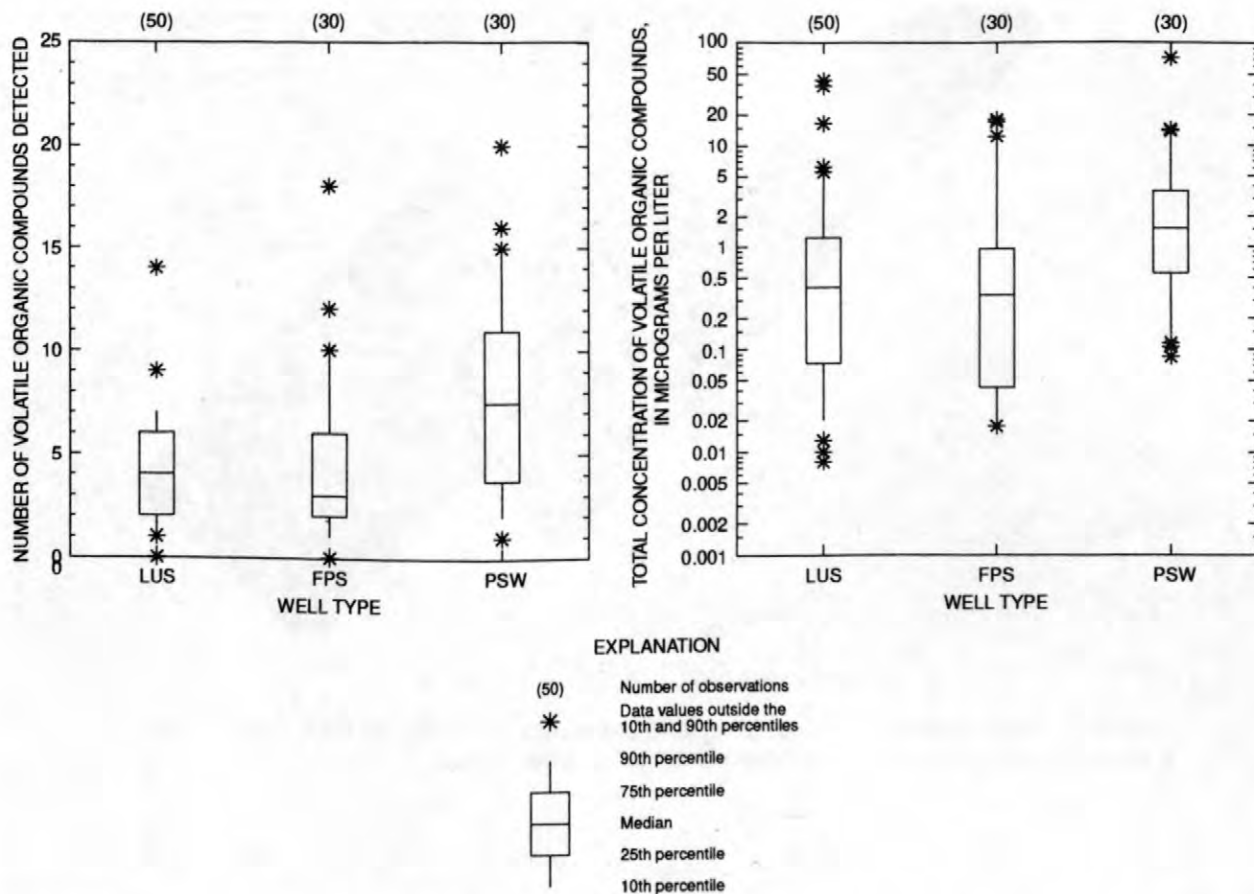 (50) (30) (30)
NUMBER OF VOLATILE ORGANIC COMPOUNDS DETECTED
25
20
15
10
5
0
0
LUS FPS PSW
WELL TYPE
(50) (30) (30)
TOTAL CONCENTRATION OF VOLATILE ORGANIC COMPOUNDS,
IN MICROGRAMS PER LITER
100
50
20
10
5
2
1
0.5
0.2
0.1
0.05
0.02
0.01
0.005
0.002
0.001
LUS FPS PSW
WELL TYPE
EXPLANATION
(50) Number of observations
Data values outside the
10th and 90th percentiles
90th percentile
75th percentile
Median
25th percentile
10th percentile